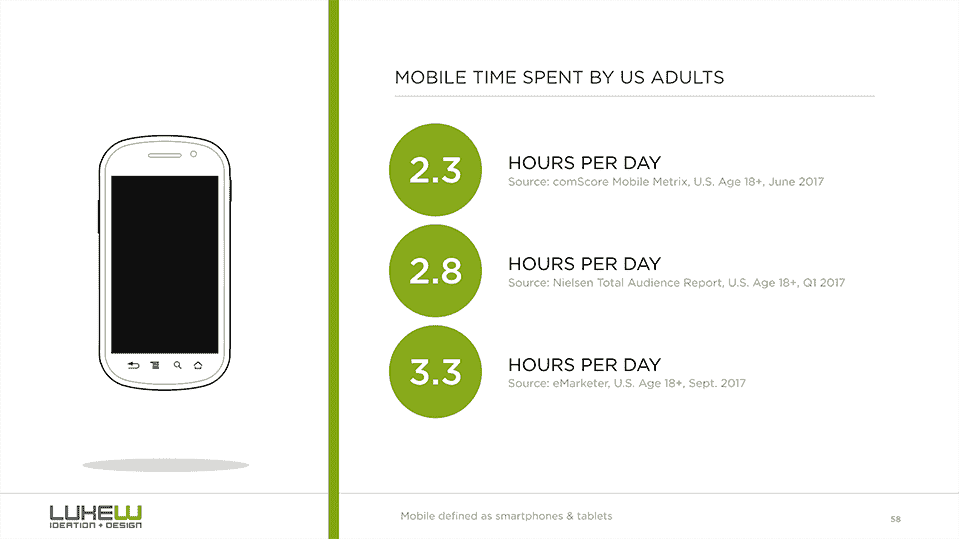 MOBILE TIME SPENT BY US ADULTS
2.3
HOURS PER DAY
Source: comScore Mobile Metrix, U.S. Age 18+, June 2017
2.8
HOURS PER DAY
Source: Nielsen Total Audience Report, U.S. Age 18+, Q1 2017
3.3
HOURS PER DAY
Source: eMarketer, U.S. Age 18+, Sept. 2017
LUKEW
IDEATION + DESIGN
Mobile defined as smartphones & tablets
58